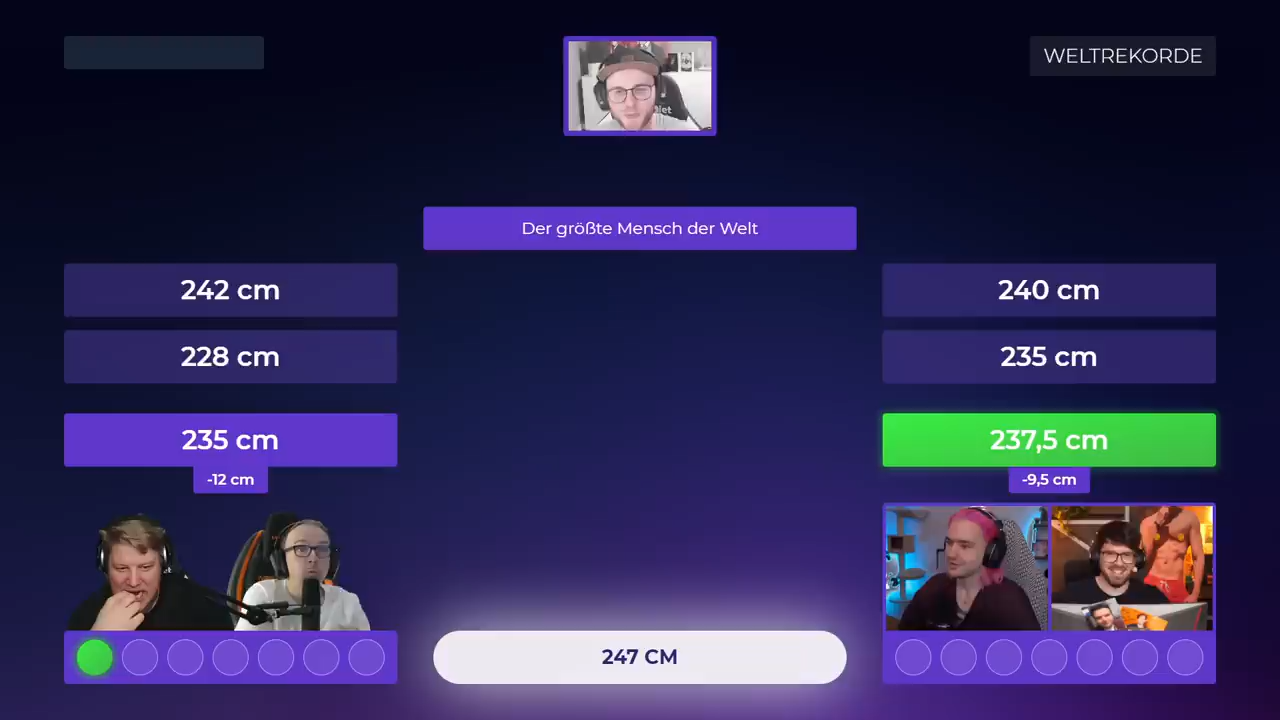 WELTREKORDE
Der größte Mensch der Welt
242 cm
240 cm
228 cm
235 cm
235 cm
237,5 cm
-12 cm
-9,5 cm
247 CM